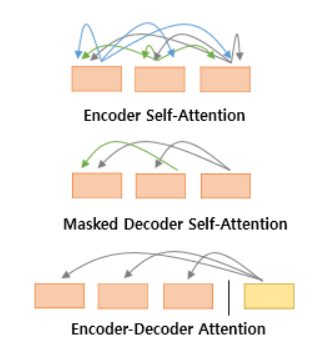 Encoder Self-Attention
Masked Decoder Self-Attention
Encoder-Decoder Attention